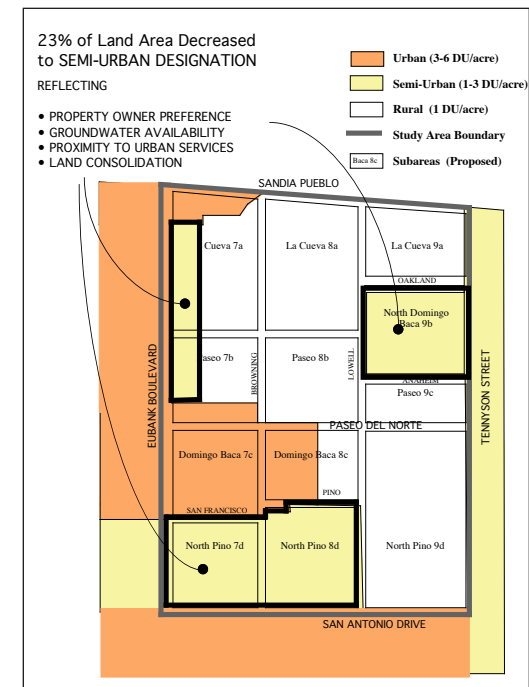 23% of Land Area Decreased
to SEMI-URBAN DESIGNATION
REFLECTING
• PROPERTY OWNER PREFERENCE
• GROUNDWATER AVAILABILITY
• PROXIMITY TO URBAN SERVICES
• LAND CONSOLIDATION
Urban (3-6 DU/acre)
Semi-Urban (1-3 DU/acre)
Rural (1 DU/acre)
Study Area Boundary
Baca 8c
Subareas (Proposed)
SANDIA PUEBLO
Cueva 7a
La Cueva 8a
La Cueva 9a
OAKLAND
North Domingo
Baca 9b
EUBANK BOULEVARD
Paseo 7b
BROWNING
Paseo 8b
LOWELL
ANAHEIM
Paseo 9c
TENNYSON STREET
PASEO DEL NORTE
Domingo Baca 7c
Domingo Baca 8c
PINO
SAN FRANCISCO
North Pino 7d
North Pino 8d
North Pino 9d
SAN ANTONIO DRIVE